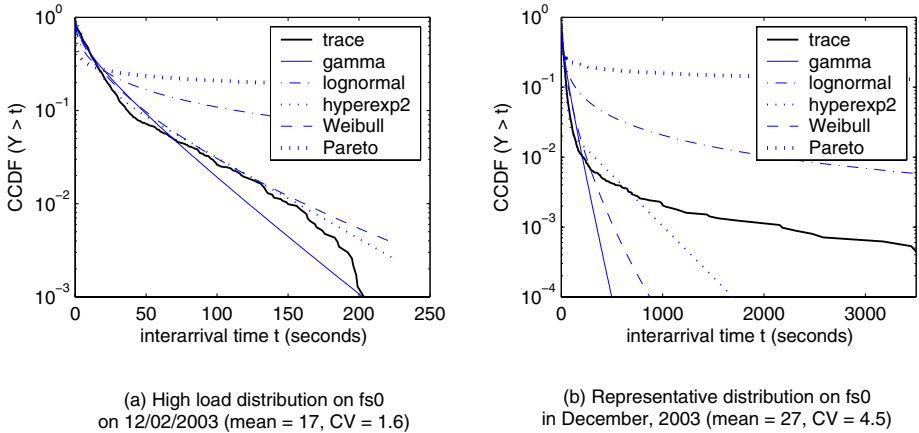 10^0
10^-1
10^-2
10^-3
CCDF (Y > t)
0 50 100 150 200 250
interarrival time t (seconds)
trace
gamma
lognormal
hyperexp2
Weibull
Pareto
(a) High load distribution on fs0
on 12/02/2003 (mean = 17, CV = 1.6)
10^0
10^-1
10^-2
10^-3
10^-4
CCDF (Y > t)
0 1000 2000 3000
interarrival time t (seconds)
trace
gamma
lognormal
hyperexp2
Weibull
Pareto
(b) Representative distribution on fs0
in December, 2003 (mean = 27, CV = 4.5)